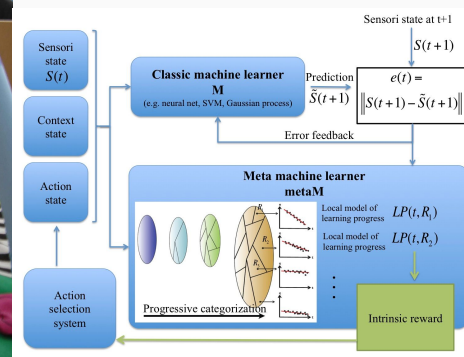 Sensori state at t+1
Sensori
state
S(t)
Context
state
Action
state
Action
selection
system
Classic machine learner
M
(e.g. neural net, SVM, Gaussian process)
Prediction
S̃(t+1)
S(t+1)
e(t) =
‖S(t+1) − S̃(t+1)‖
Error feedback
Meta machine learner
metaM
R₁
R₂
R₃
Progressive categorization
Local model of
learning progress
LP(t,R₁)
Local model of
learning progress
LP(t,R₂)
Intrinsic reward